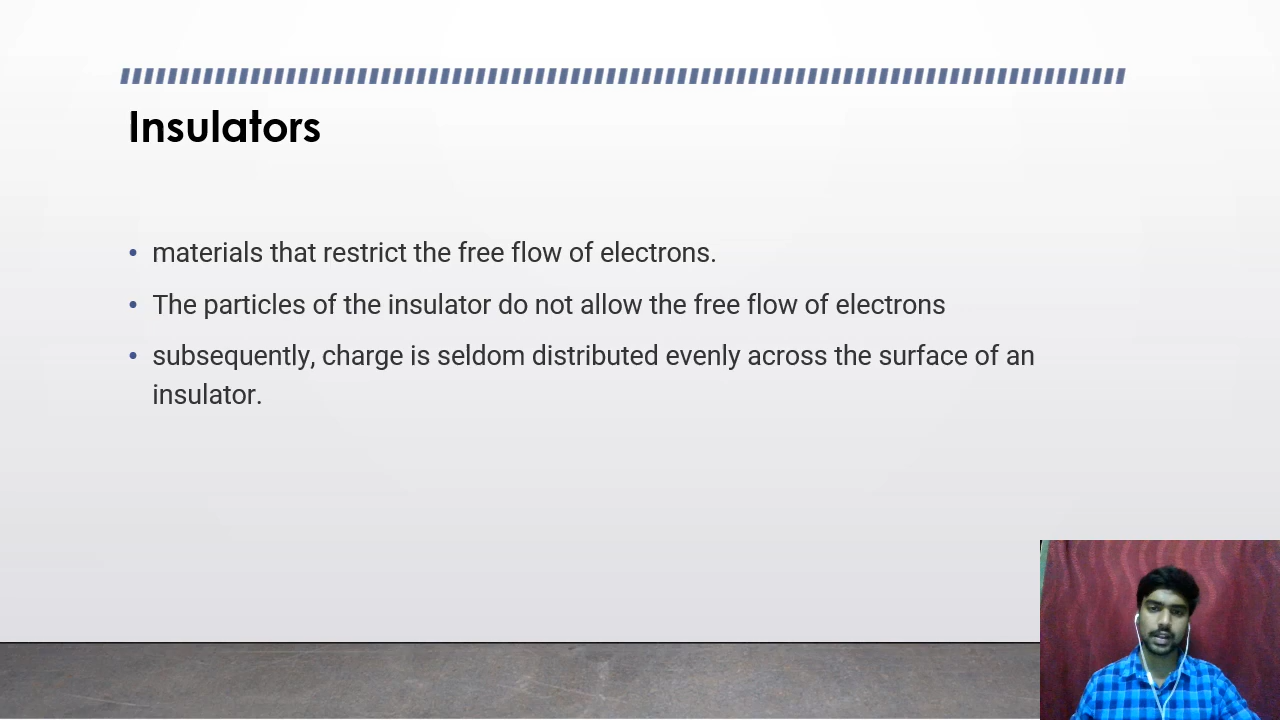 Insulators
• materials that restrict the free flow of electrons.
• The particles of the insulator do not allow the free flow of electrons
• subsequently, charge is seldom distributed evenly across the surface of an
insulator.